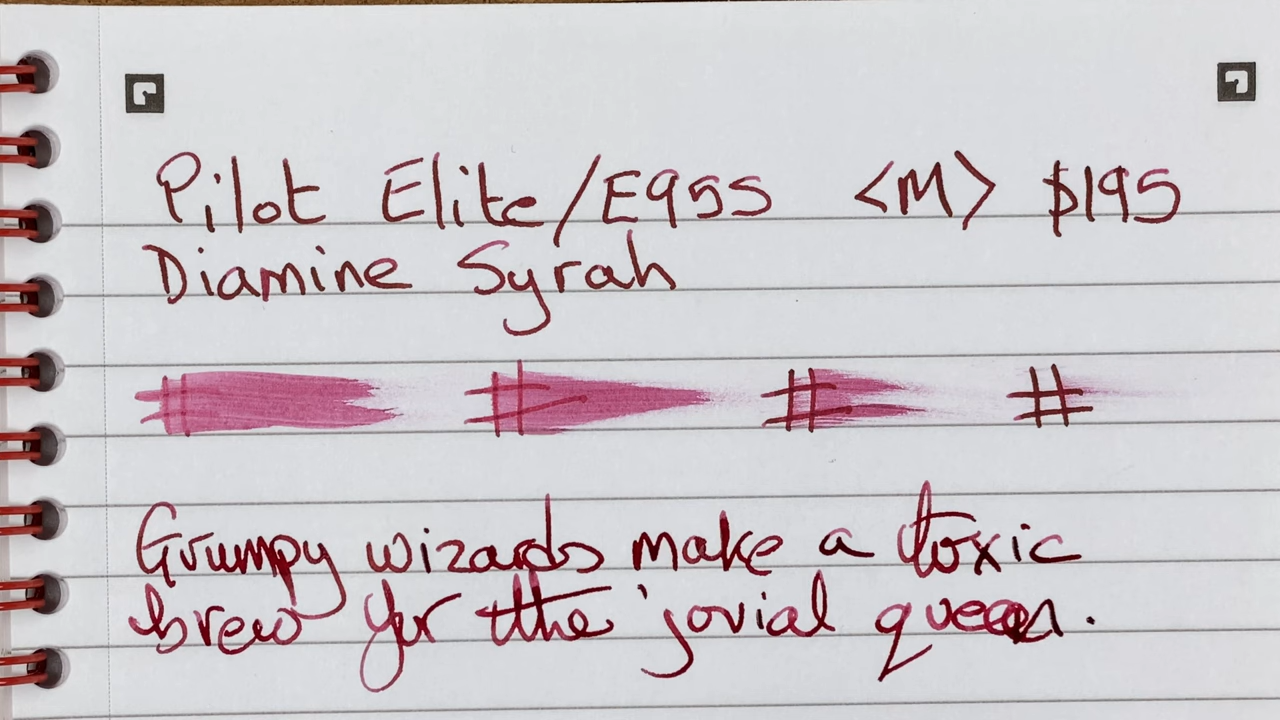 Pilot Elite/E95S <M> $195
Diamine Syrah
# # # #
Grumpy wizards make a toxic
brew for the jovial queen.